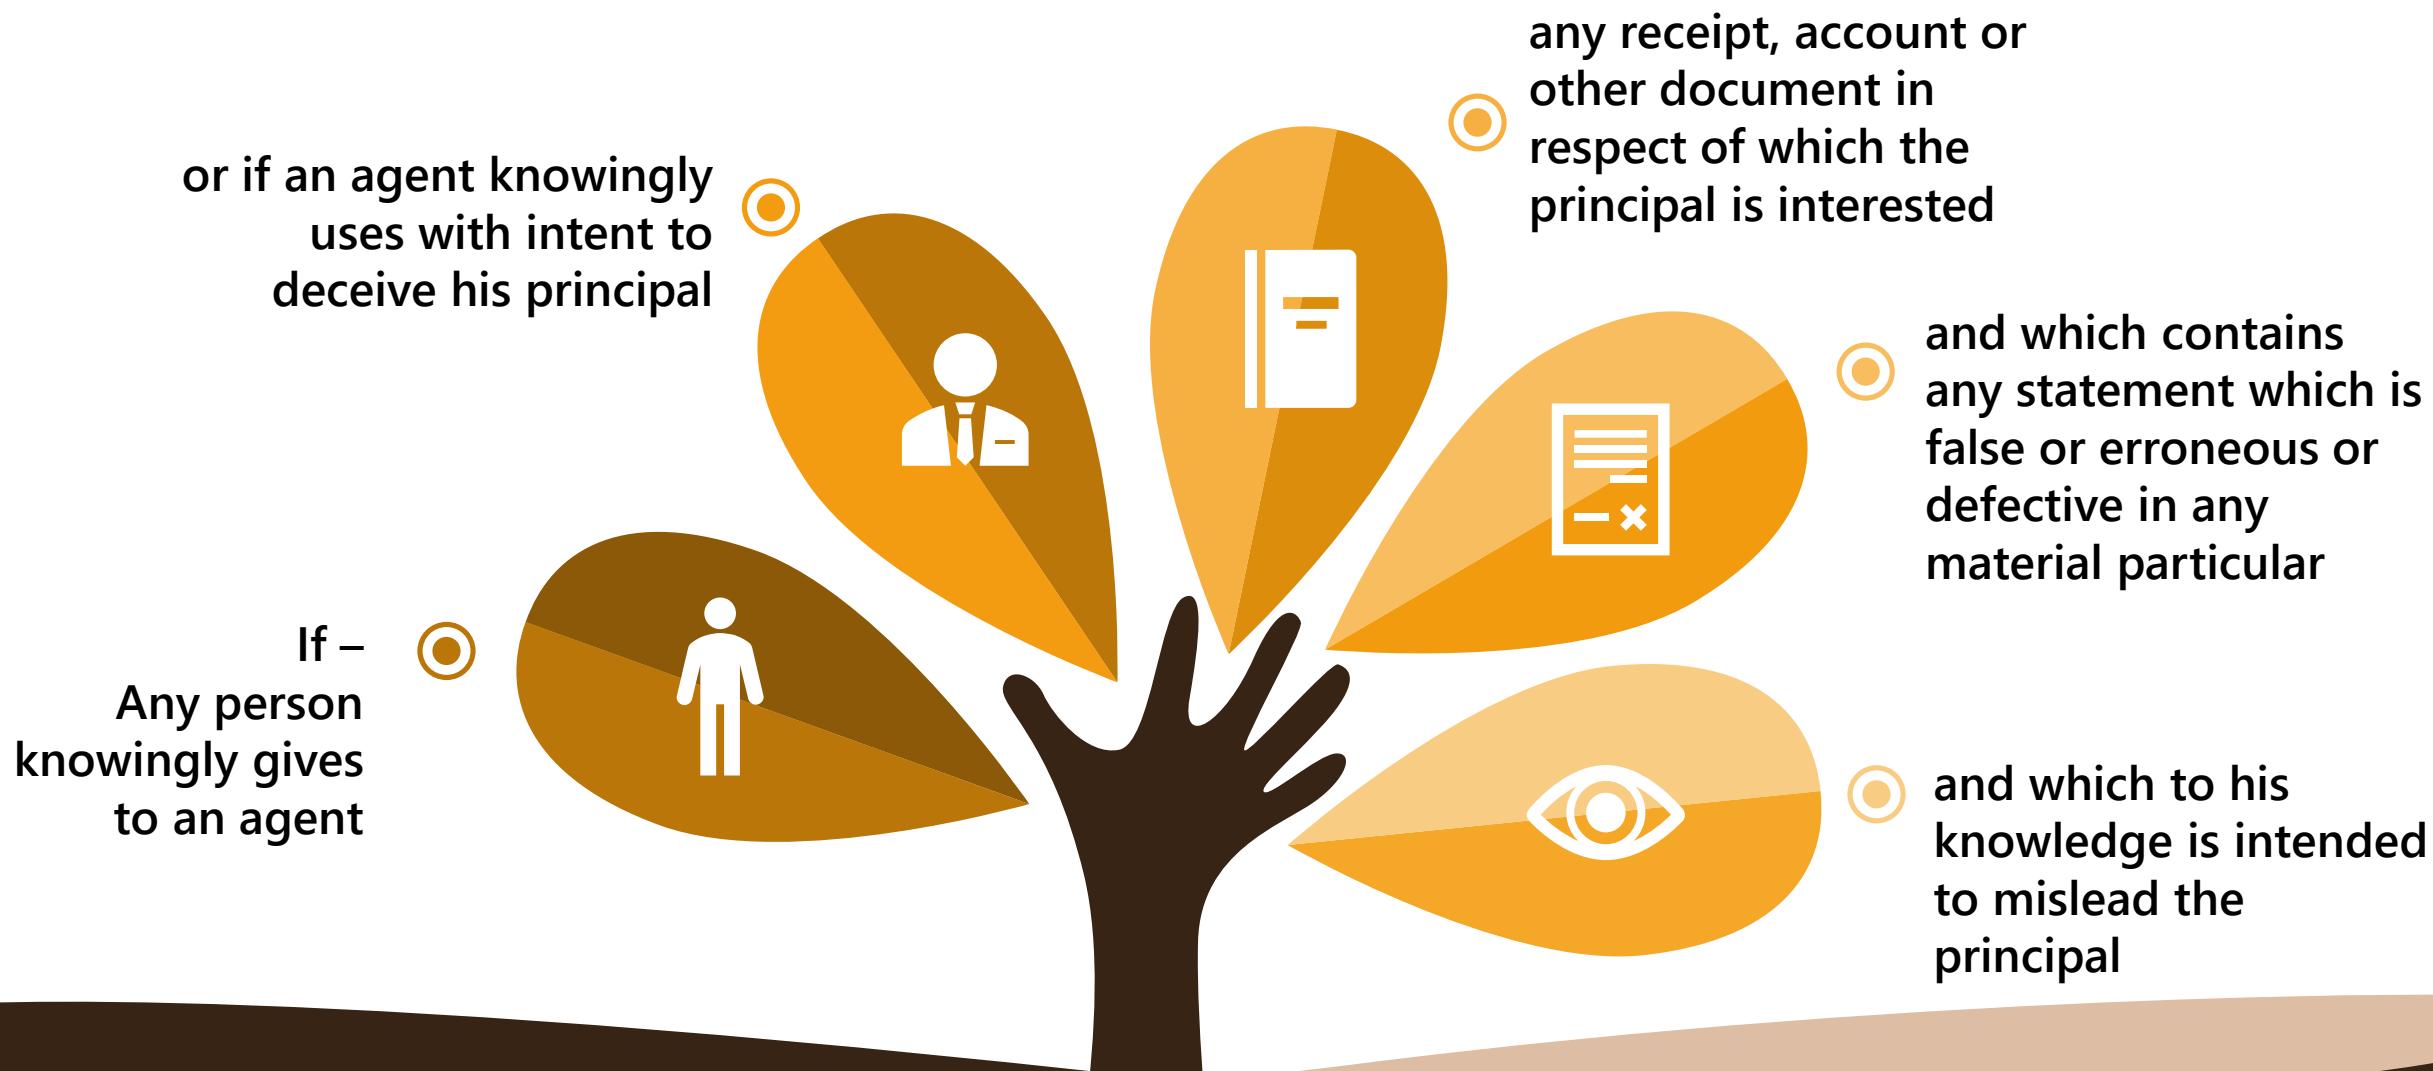 If –
Any person
knowingly gives
to an agent
or if an agent knowingly
uses with intent to
deceive his principal
any receipt, account or
other document in
respect of which the
principal is interested
and which contains
any statement which is
false or erroneous or
defective in any
material particular
and which to his
knowledge is intended
to mislead the
principal